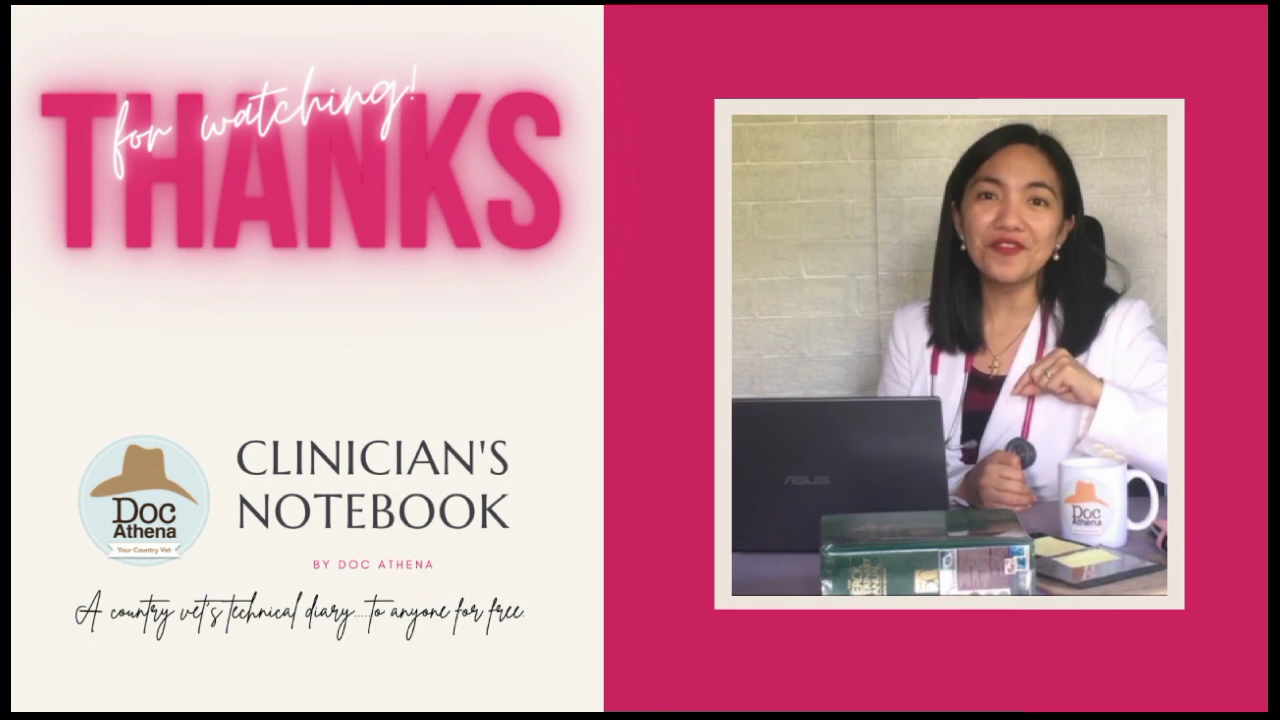 THANKS
for watching!
Doc
Athena
Your Country Vet
CLINICIAN'S
NOTEBOOK
BY DOC ATHENA
A country vet's technical diary....to anyone for free.
ASUS
Doc
Athena